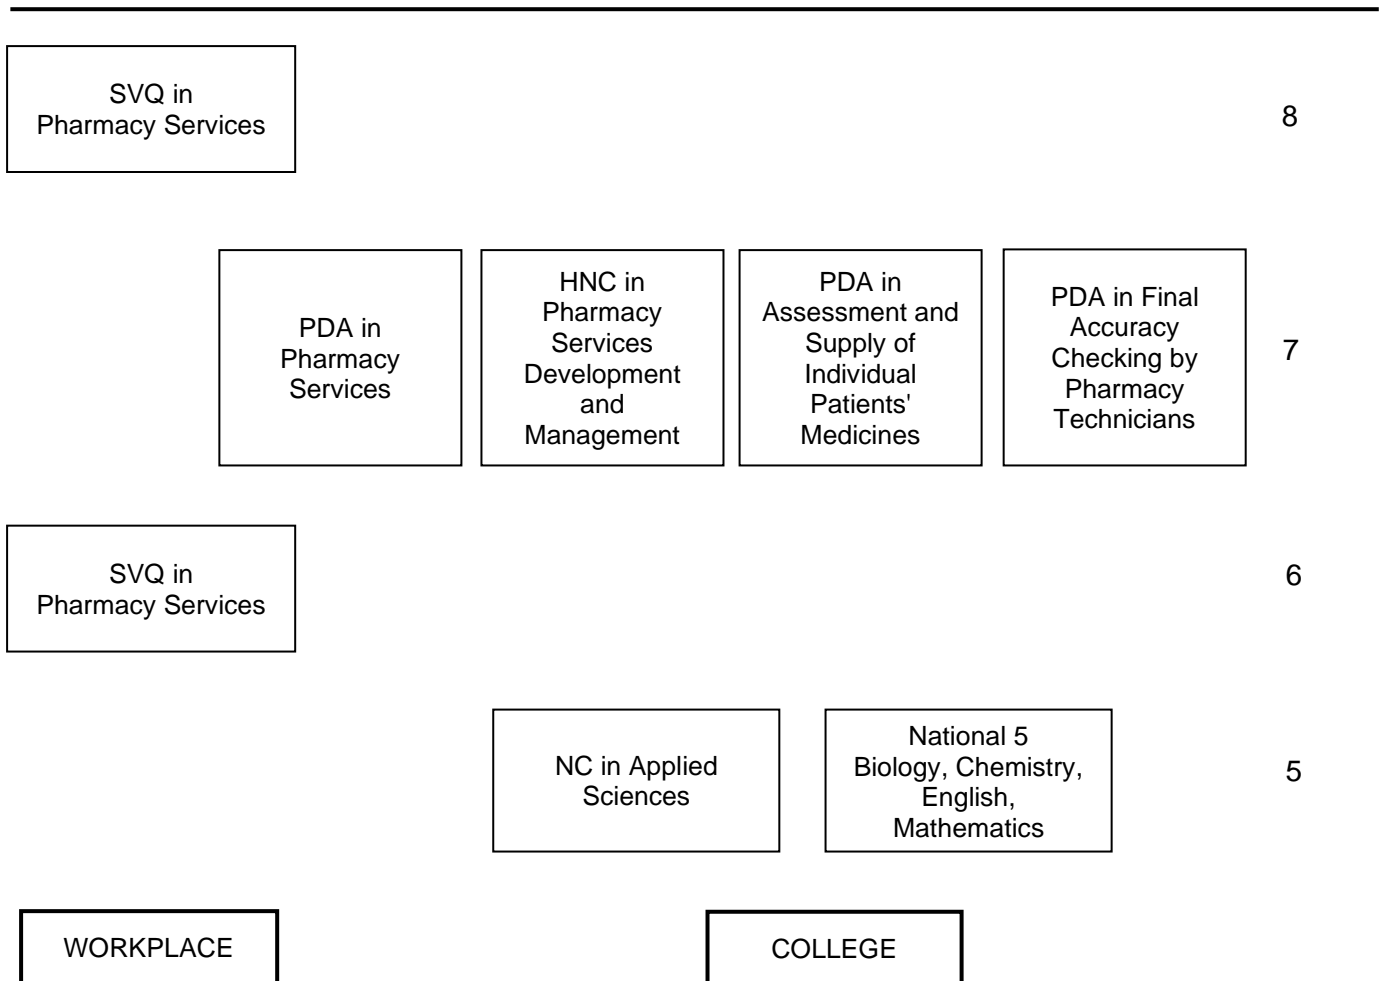 SVQ in
Pharmacy Services
8
PDA in
Pharmacy
Services
HNC in
Pharmacy
Services
Development
and
Management
PDA in
Assessment and
Supply of
Individual
Patients'
Medicines
PDA in Final
Accuracy
Checking by
Pharmacy
Technicians
7
SVQ in
Pharmacy Services
6
NC in Applied
Sciences
National 5
Biology, Chemistry,
English,
Mathematics
5
WORKPLACE
COLLEGE